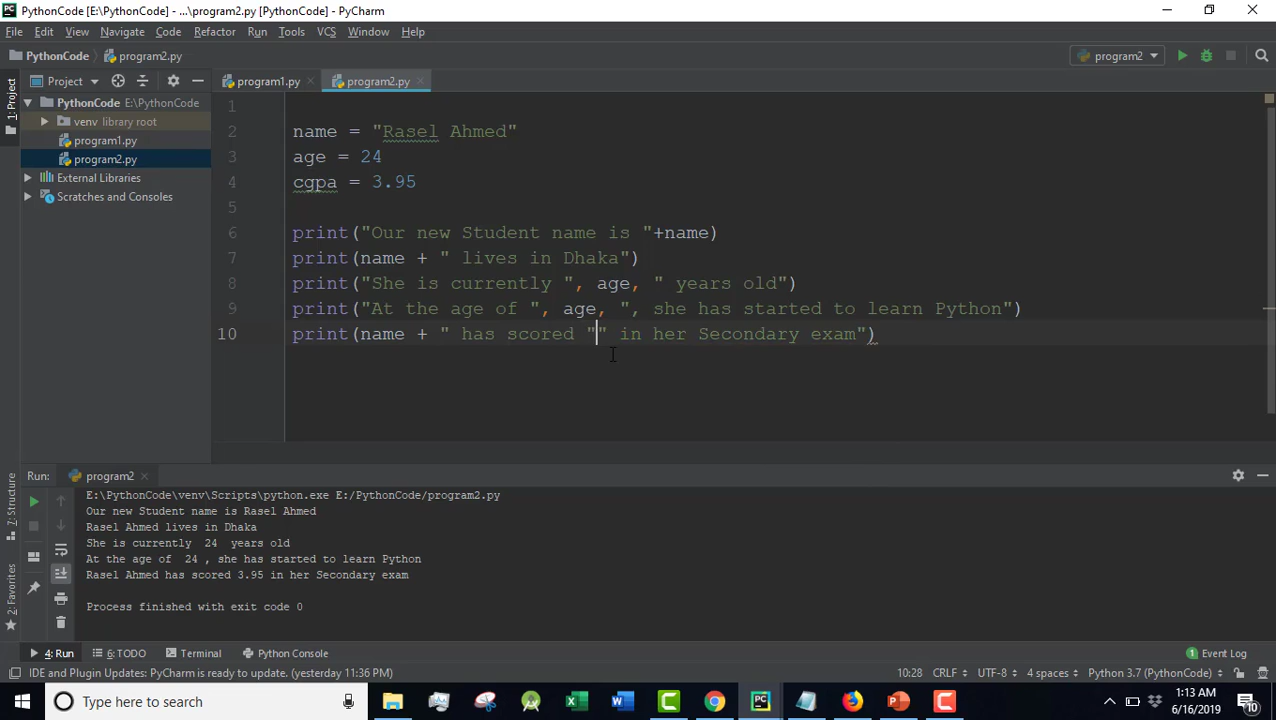 PythonCode [E:\PythonCode] - ...\program2.py [PythonCode] - PyCharm
File Edit View Navigate Code Refactor Run Tools VCS Window Help
PythonCode program2.py program2
1: Project Project program1.py program2.py
PythonCode E:\PythonCode
venv library root
program1.py
program2.py
External Libraries
Scratches and Consoles
1
2 name = "Rasel Ahmed"
3 age = 24
4 cgpa = 3.95
5
6 print("Our new Student name is "+name)
7 print(name + " lives in Dhaka")
8 print("She is currently ", age, " years old")
9 print("At the age of ", age, ", she has started to learn Python")
10 print(name + " has scored "" in her Secondary exam")
Run: program2
E:\PythonCode\venv\Scripts\python.exe E:/PythonCode/program2.py
Our new Student name is Rasel Ahmed
Rasel Ahmed lives in Dhaka
She is currently  24  years old
At the age of  24 , she has started to learn Python
Rasel Ahmed has scored 3.95 in her Secondary exam
Process finished with exit code 0
7: Structure
2: Favorites
4: Run 6: TODO Terminal Python Console 1 Event Log
IDE and Plugin Updates: PyCharm is ready to update. (yesterday 11:36 PM) 10:28 CRLF UTF-8 4 spaces Python 3.7 (PythonCode)
Type here to search
1:13 AM
6/16/2019
10